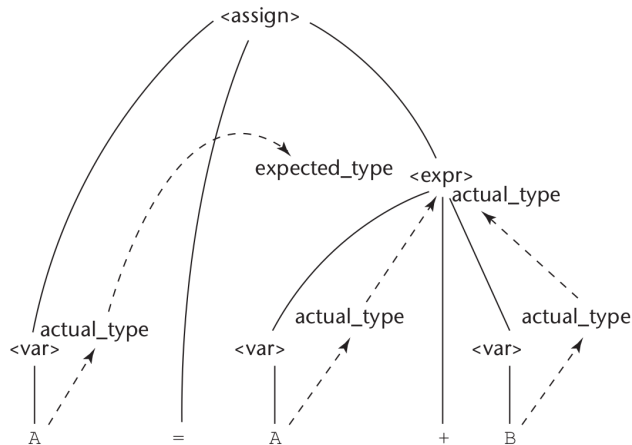 <assign>
expected_type
<expr>
actual_type
actual_type
<var>
actual_type
<var>
actual_type
<var>
A
=
A
+
B